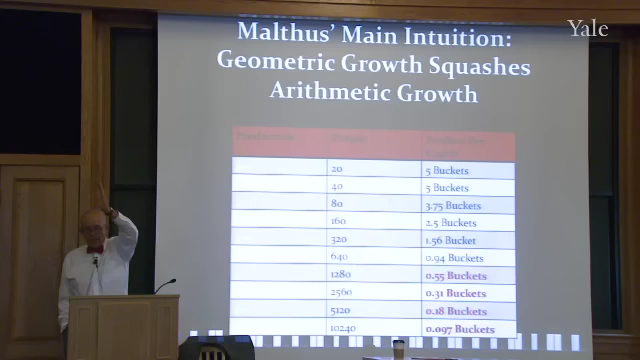 Yale
Malthus' Main Intuition:
Geometric Growth Squashes
Arithmetic Growth
20 5 Buckets
40 5 Buckets
80 3.75 Buckets
160 2.5 Buckets
320 1.56 Bucket
640 0.94 Buckets
1280 0.55 Buckets
2560 0.31 Buckets
5120 0.18 Buckets
10240 0.097 Buckets